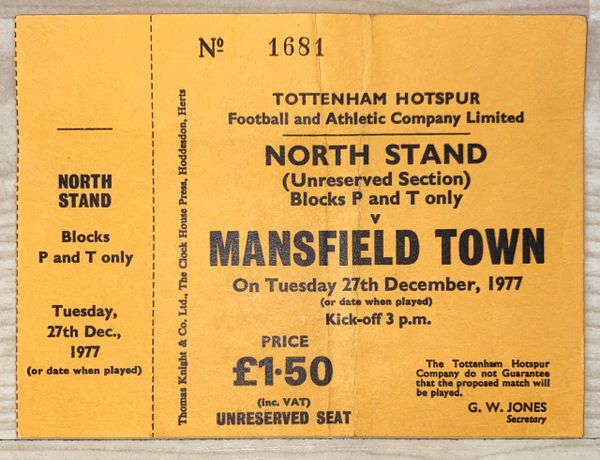 Nº 1681
TOTTENHAM HOTSPUR
Football and Athletic Company Limited
NORTH STAND
(Unreserved Section)
Blocks P and T only
v
MANSFIELD TOWN
On Tuesday 27th December, 1977
(or date when played)
Kick-off 3 p.m.
PRICE
£1·50
(inc. VAT)
UNRESERVED SEAT
The Tottenham Hotspur
Company do not Guarantee
that the proposed match will
be played.
G. W. JONES
Secretary
Thomas Knight & Co. Ltd., The Clock House Press, Hoddesdon, Herts
NORTH
STAND
Blocks
P and T only
Tuesday,
27th Dec.,
1977
(or date when played)